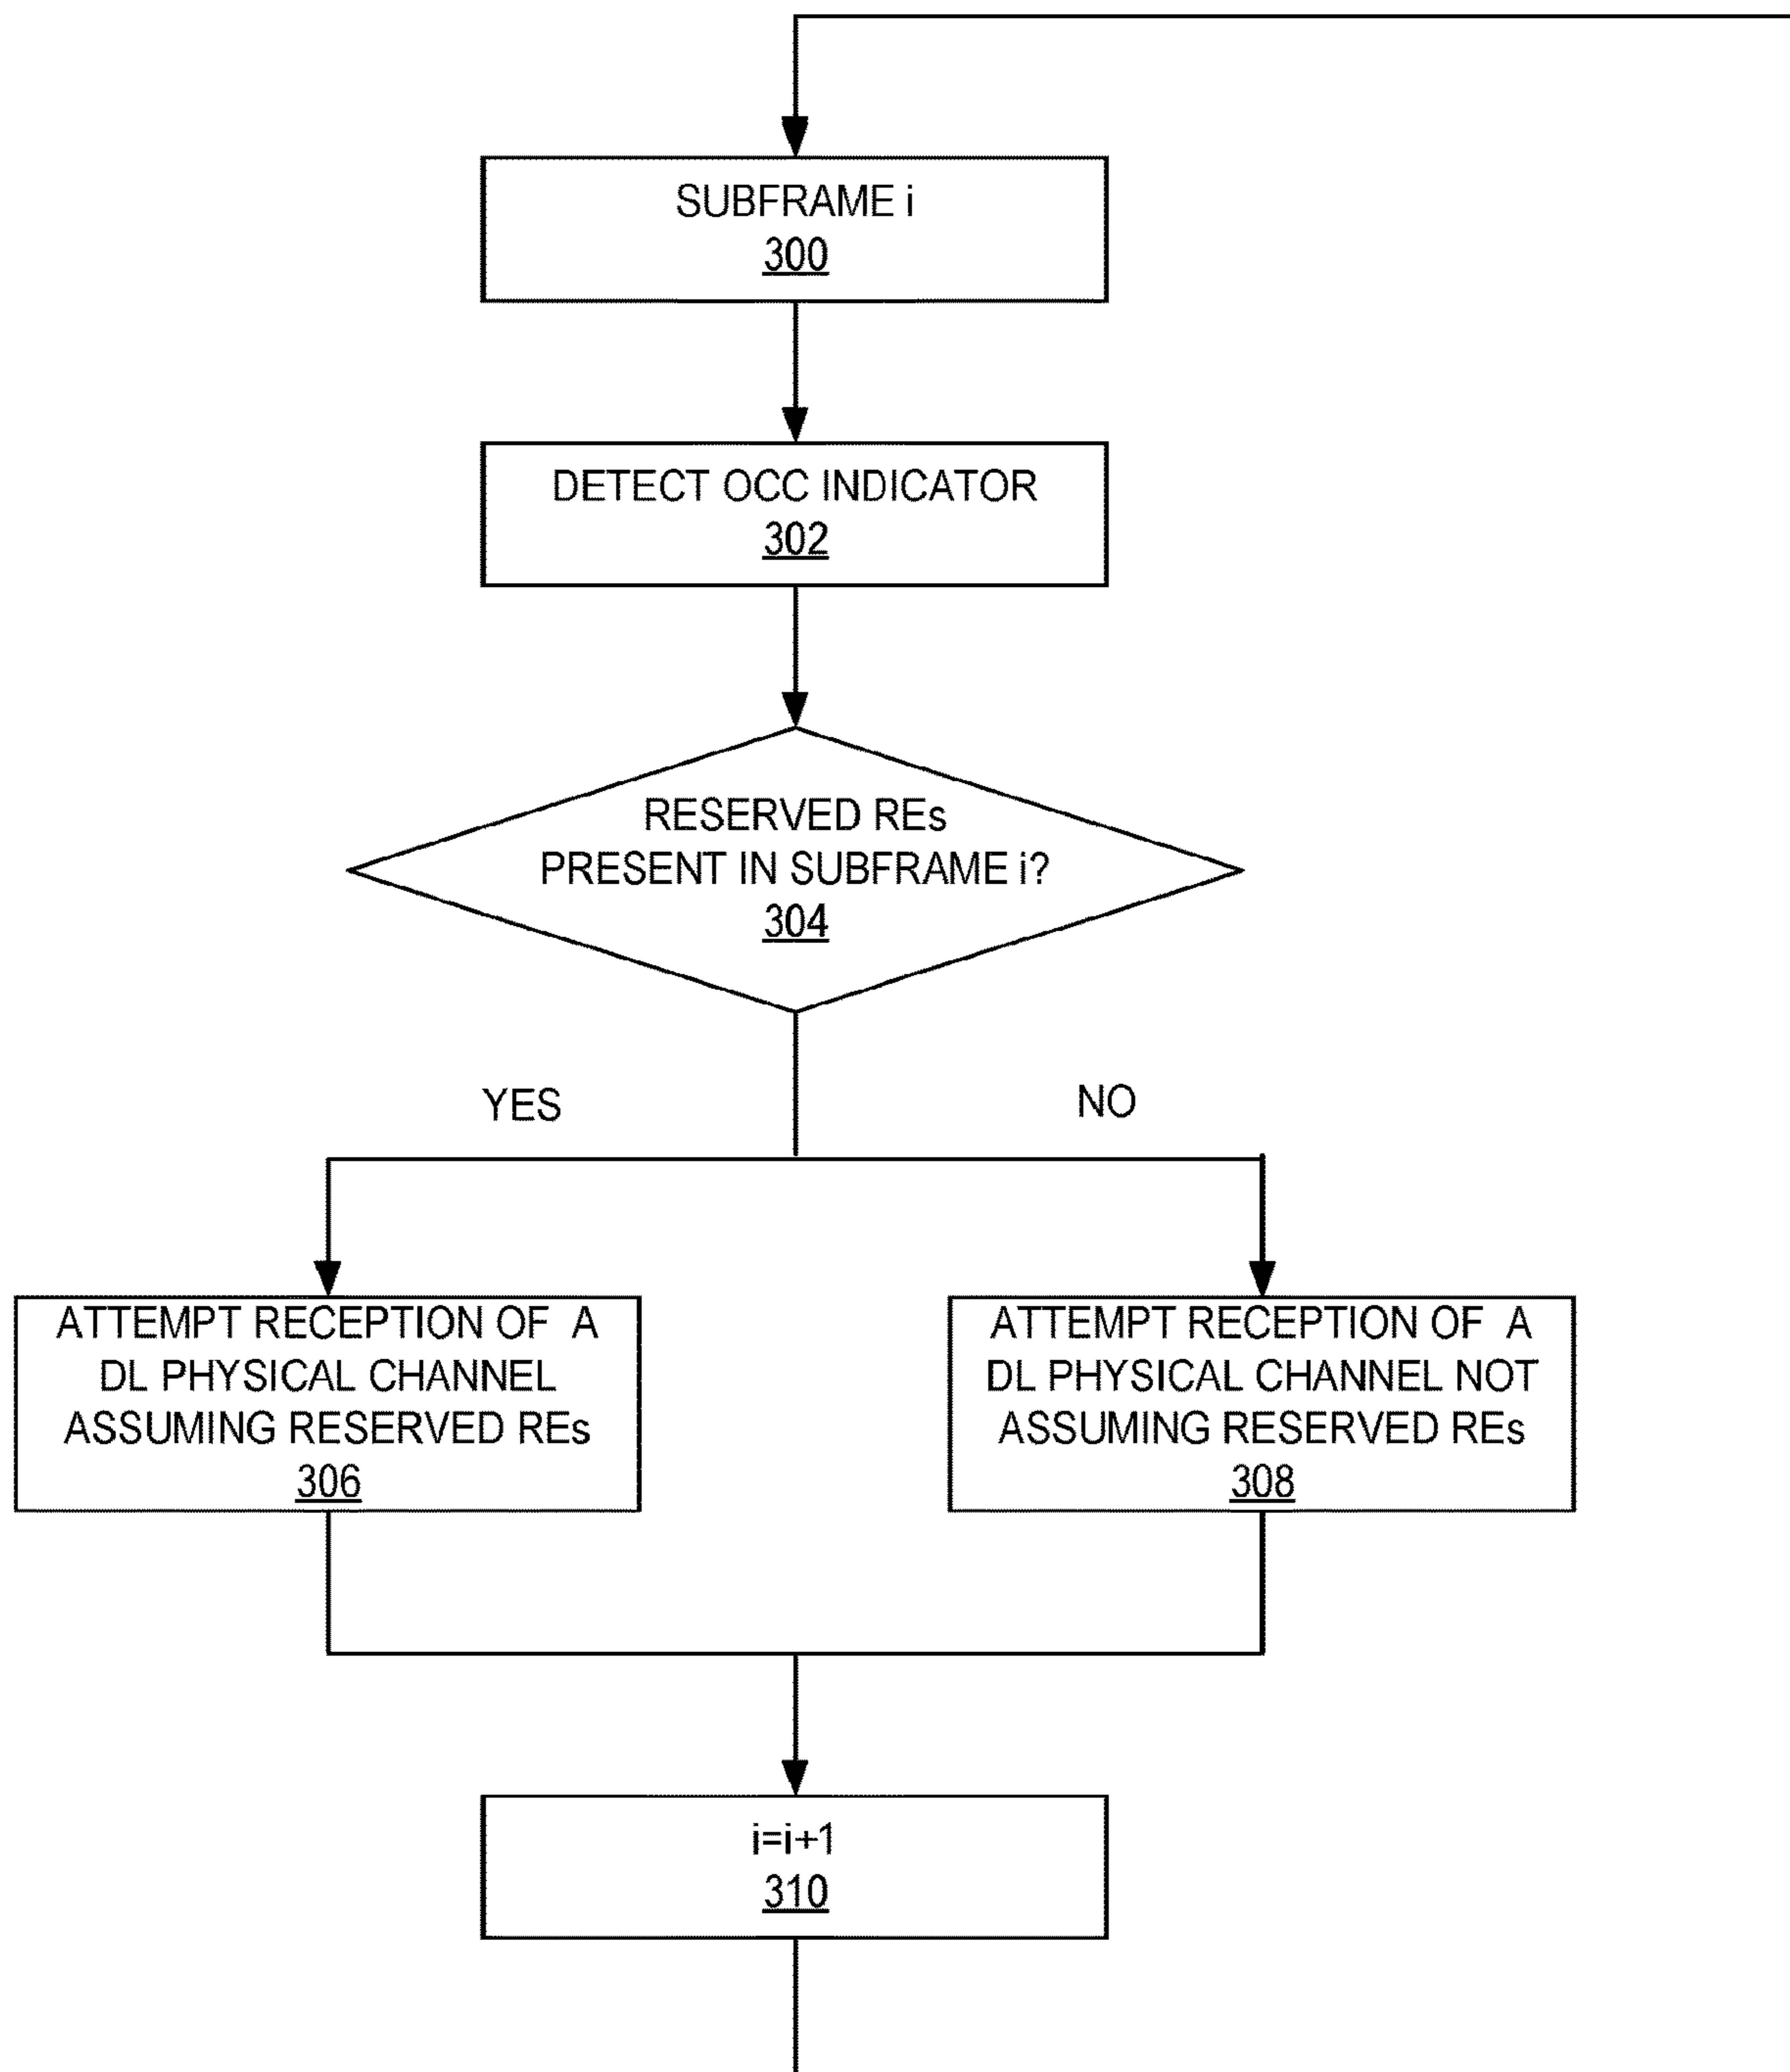 SUBFRAME i
300
DETECT OCC INDICATOR
302
RESERVED REs
PRESENT IN SUBFRAME i?
304
YES
NO
ATTEMPT RECEPTION OF A
DL PHYSICAL CHANNEL
ASSUMING RESERVED REs
306
ATTEMPT RECEPTION OF A
DL PHYSICAL CHANNEL NOT
ASSUMING RESERVED REs
308
i=i+1
310